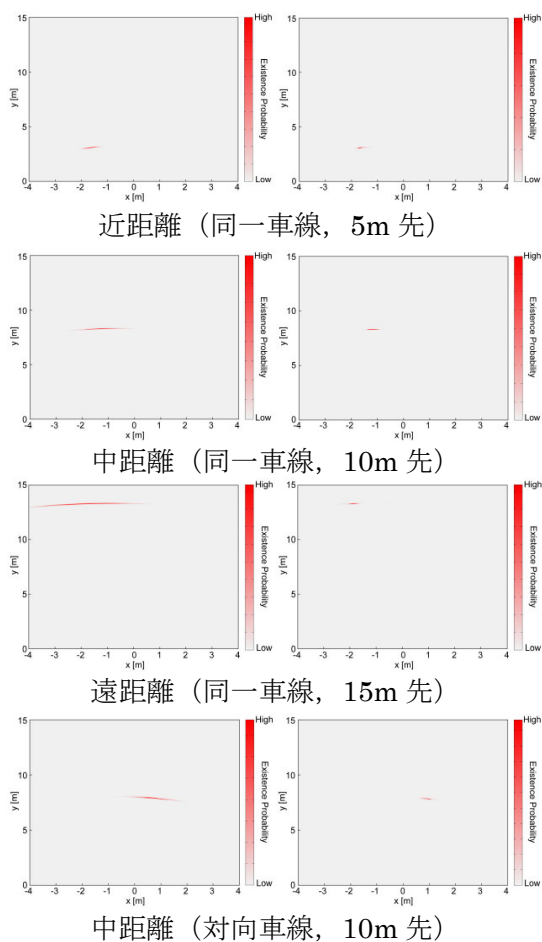 15
10
5
0
y [m]
-4 -3 -2 -1 0 1 2 3 4
x [m]
High
Existence Probability
Low
15
10
5
0
y [m]
-4 -3 -2 -1 0 1 2 3 4
x [m]
High
Existence Probability
Low
近距離（同一車線，5m 先）
15
10
5
0
y [m]
-4 -3 -2 -1 0 1 2 3 4
x [m]
High
Existence Probability
Low
15
10
5
0
y [m]
-4 -3 -2 -1 0 1 2 3 4
x [m]
High
Existence Probability
Low
中距離（同一車線，10m 先）
15
10
5
0
y [m]
-4 -3 -2 -1 0 1 2 3 4
x [m]
High
Existence Probability
Low
15
10
5
0
y [m]
-4 -3 -2 -1 0 1 2 3 4
x [m]
High
Existence Probability
Low
遠距離（同一車線，15m 先）
15
10
5
0
y [m]
-4 -3 -2 -1 0 1 2 3 4
x [m]
High
Existence Probability
Low
15
10
5
0
y [m]
-4 -3 -2 -1 0 1 2 3 4
x [m]
High
Existence Probability
Low
中距離（対向車線，10m 先）